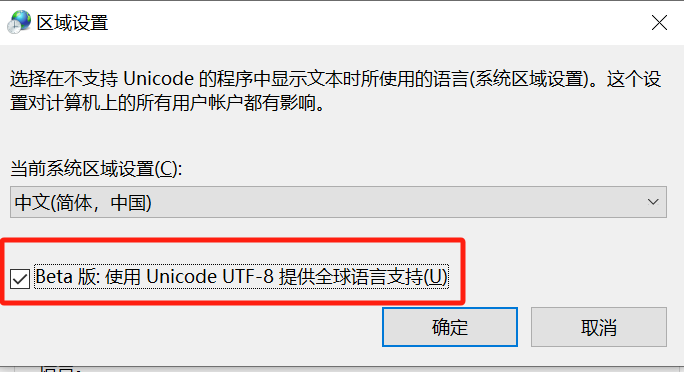 区域设置
选择在不支持 Unicode 的程序中显示文本时所使用的语言(系统区域设置)。这个设
置对计算机上的所有用户帐户都有影响。
当前系统区域设置(C):
中文(简体，中国)
Beta 版: 使用 Unicode UTF-8 提供全球语言支持(U)
确定
取消